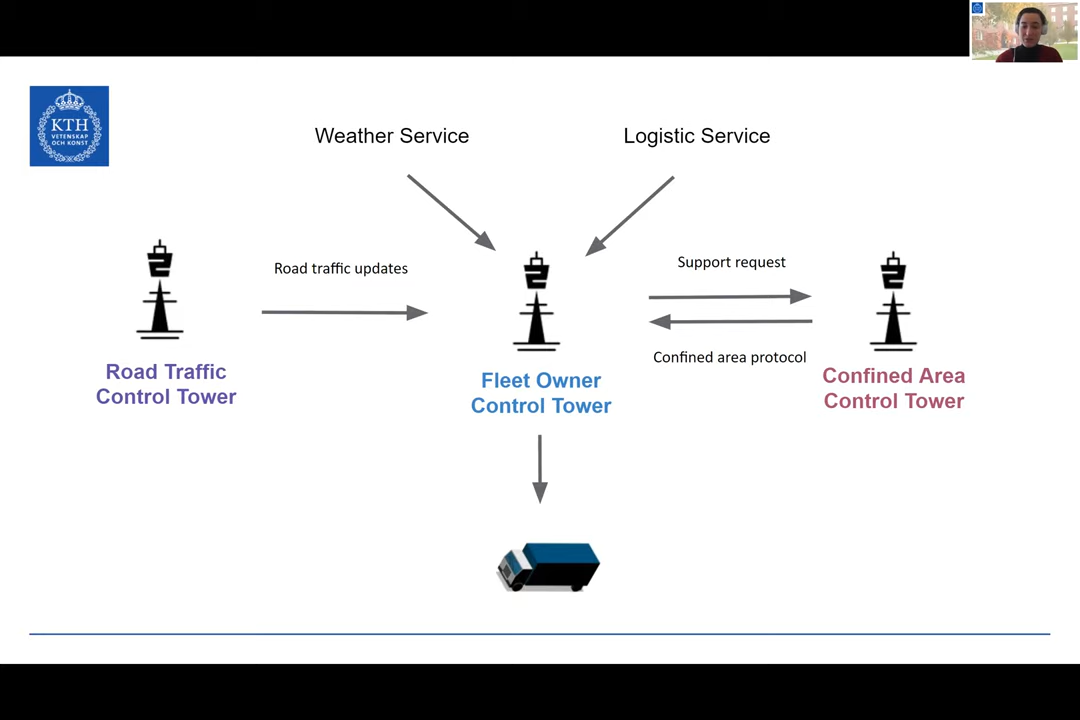 KTH
VETENSKAP
OCH KONST
Weather Service
Logistic Service
Road traffic updates
Support request
Confined area protocol
Road Traffic
Control Tower
Fleet Owner
Control Tower
Confined Area
Control Tower